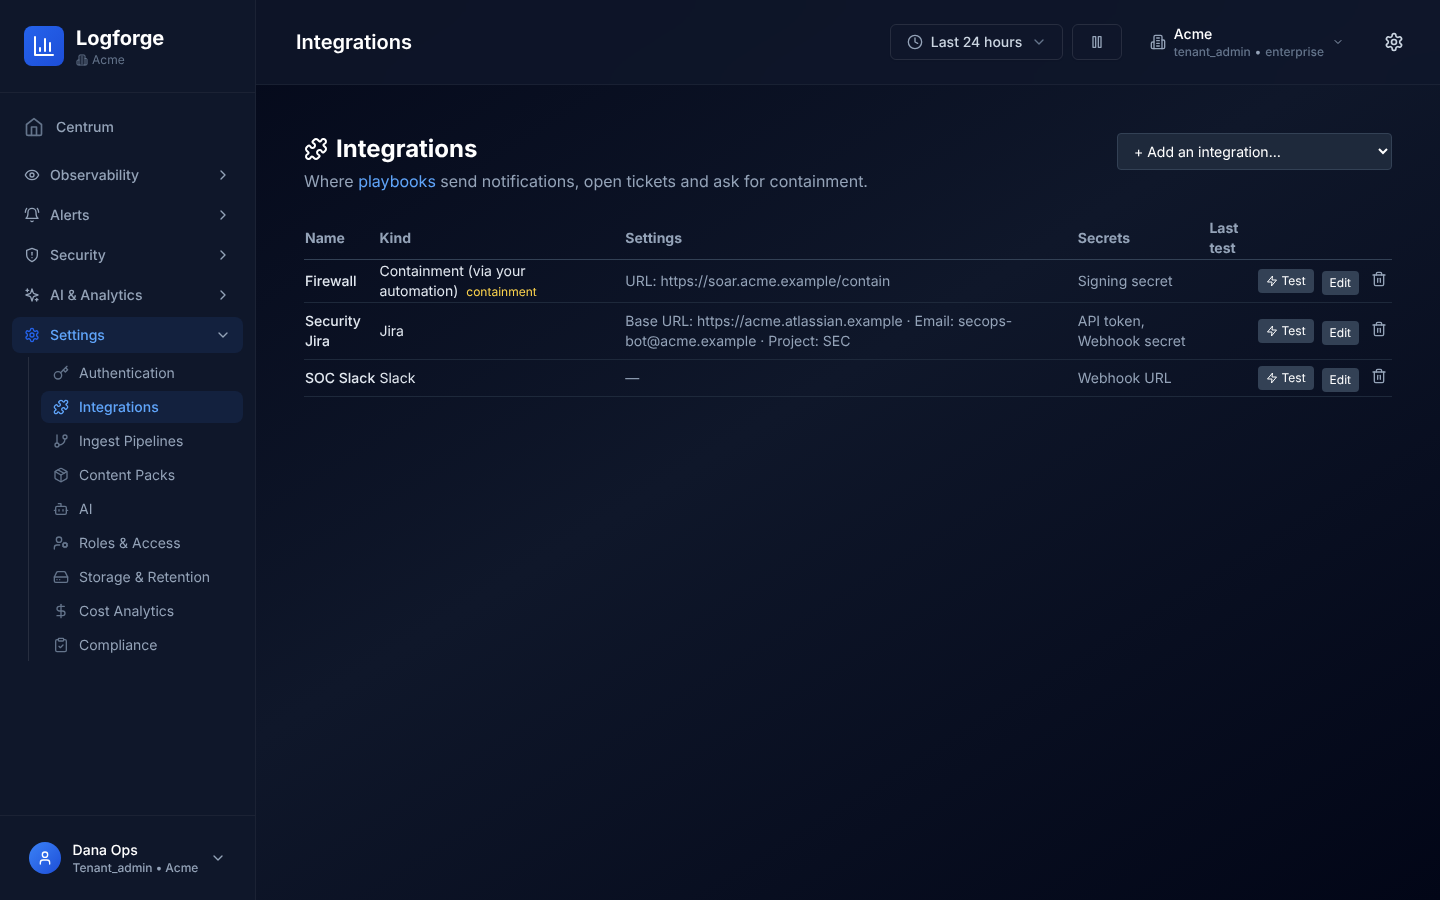 Logforge
Acme
Integrations
Last 24 hours
Acme
tenant_admin • enterprise
Centrum
Observability
Alerts
Security
AI & Analytics
Settings
Authentication
Integrations
Ingest Pipelines
Content Packs
AI
Roles & Access
Storage & Retention
Cost Analytics
Compliance
Dana Ops
Tenant_admin • Acme
Integrations
+ Add an integration...
Where playbooks send notifications, open tickets and ask for containment.
Name Kind Settings Secrets Last
test
Firewall Containment (via your
automation) containment URL: https://soar.acme.example/contain Signing secret Test Edit
Security
Jira Jira Base URL: https://acme.atlassian.example · Email: secops-
bot@acme.example · Project: SEC API token,
Webhook secret Test Edit
SOC Slack Slack — Webhook URL Test Edit